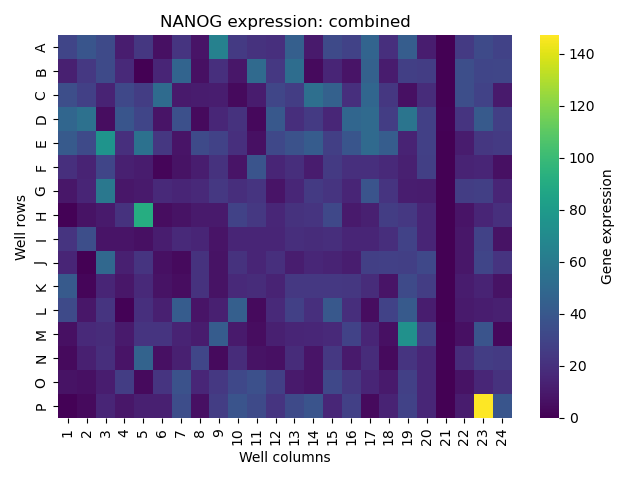 NANOG expression: combined
A
B
C
D
E
F
G
H
I
J
K
L
M
N
O
P
Well rows
1 2 3 4 5 6 7 8 9 10 11 12 13 14 15 16 17 18 19 20 21 22 23 24
Well columns
140
120
100
80
60
40
20
0
Gene expression